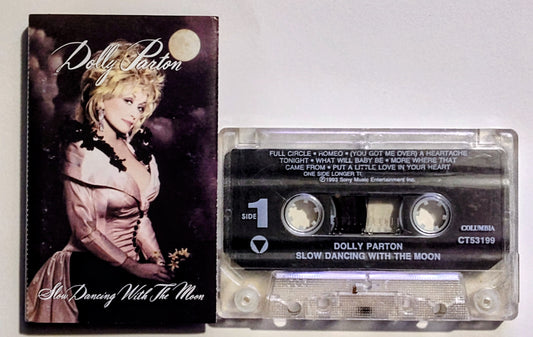 Dolly Parton
Slow Dancing With The Moon
FULL CIRCLE • ROMEO • (YOU GOT ME OVER) A HEARTACHE
TONIGHT • WHAT WILL BABY BE • MORE WHERE THAT
CAME FROM • PUT A LITTLE LOVE IN YOUR HEART
ONE SIDE LONGER
℗1993 Sony Music Entertainment Inc.
SIDE 1
COLUMBIA
CT53199
DOLLY PARTON
SLOW DANCING WITH THE MOON